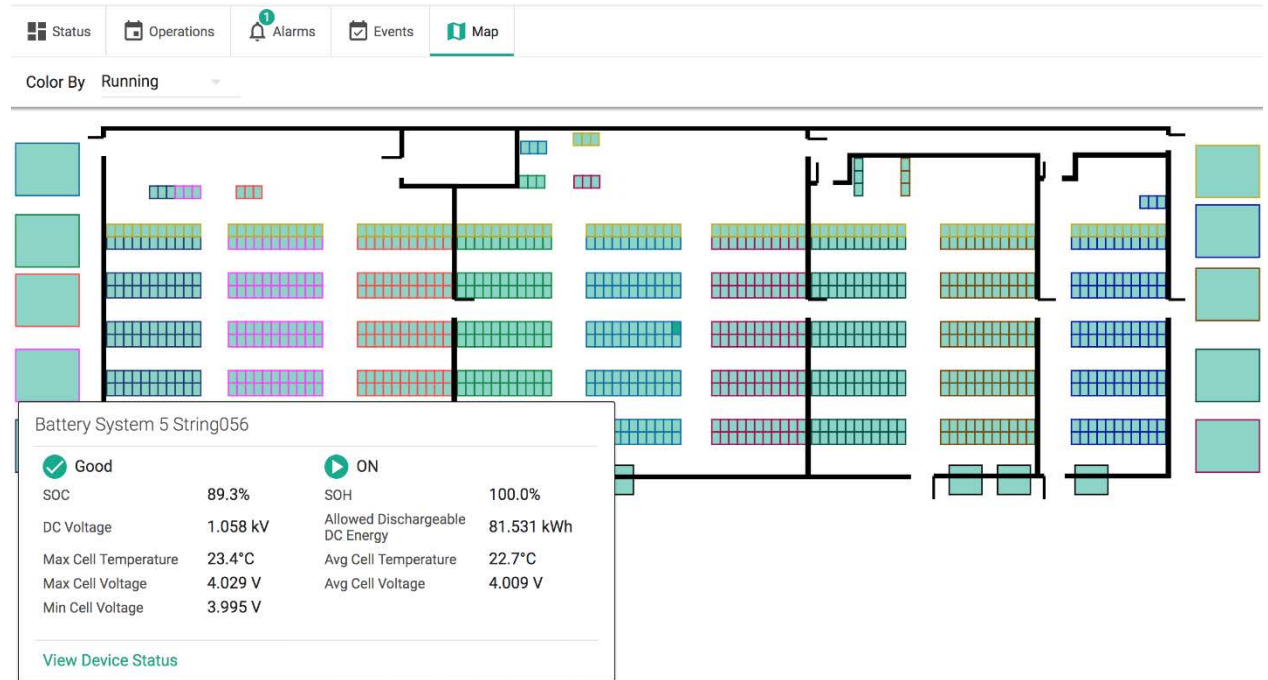 Status Operations 1 Alarms Events Map
Color By Running
Battery System 5 String056
Good ON
SOC 89.3% SOH 100.0%
DC Voltage 1.058 kV Allowed Dischargeable DC Energy 81.531 kWh
Max Cell Temperature 23.4°C Avg Cell Temperature 22.7°C
Max Cell Voltage 4.029 V Avg Cell Voltage 4.009 V
Min Cell Voltage 3.995 V
View Device Status